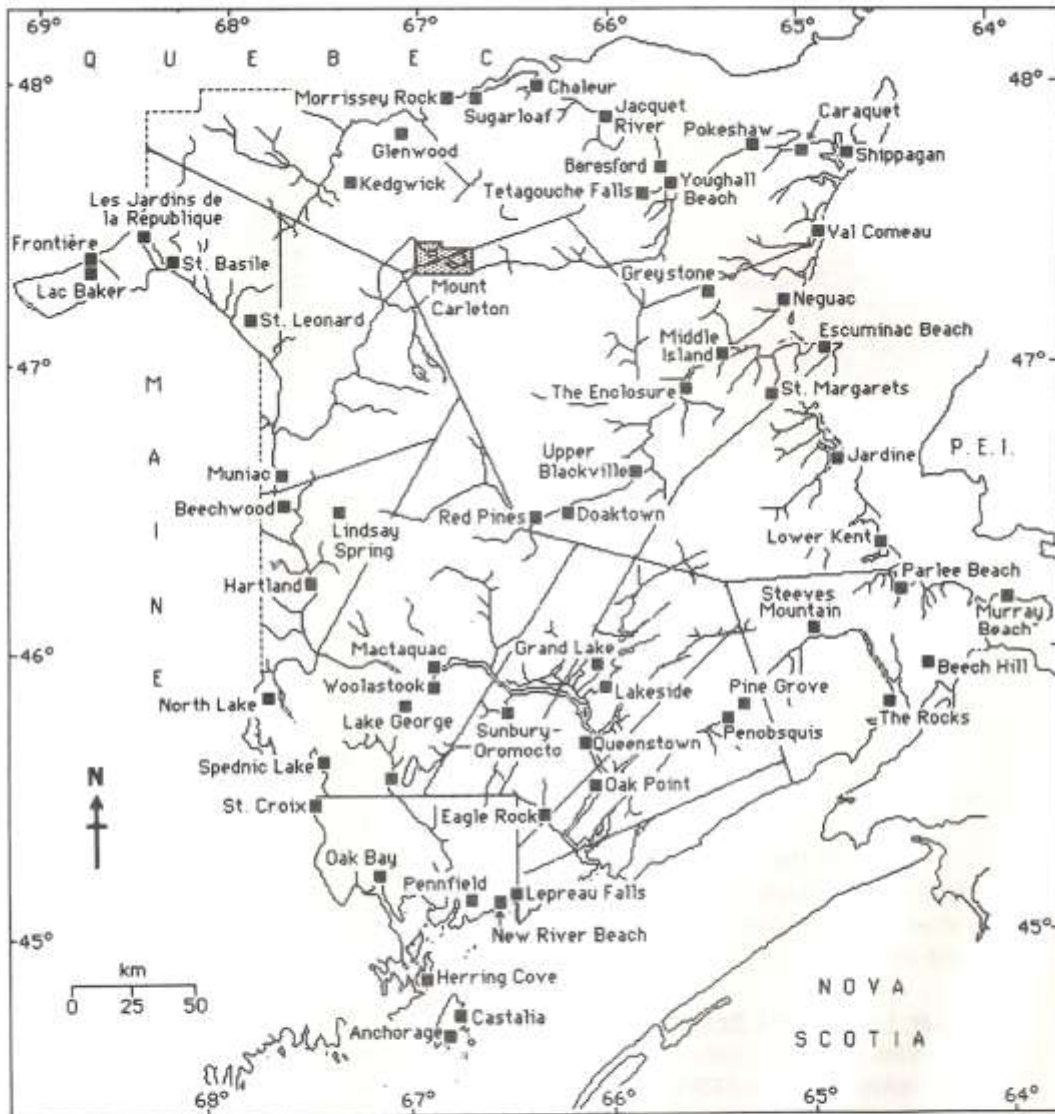 69° 68° 67° 66° 65° 64°
Q U E B E C
48° 48°
Chaleur
Morrissey Rock
Sugarloaf
Jacquet
River
Caraquet
Pokeshaw
Glenwood
Shippagan
Beresford
Kedgwick
Tetagouche Falls
Youghall
Beach
Les Jardins de
la République
Frontière
Val Comeau
St. Basile
Greystone
Lac Baker
Mount
Carleton
Neguac
St. Leonard
Escuminac Beach
Middle
Island
47° 47°
The Enclosure
St. Margarets
M A I N E
P.E.I.
Upper
Blackville
Jardine
Muniac
Beechwood
Lindsay
Spring
Red Pines
Doaktown
Lower Kent
Hartland
Parlee Beach
Steeves
Mountain
Murray
Beach
46° 46°
Mactaquac
Grand Lake
Beech Hill
Woolastook
Lakeside
Pine Grove
North Lake
Lake George
The Rocks
Sunbury-
Oromocto
Penobsquis
Queenstown
Spednic Lake
N
Oak Point
St. Croix
Eagle Rock
Oak Bay
Pennfield
Lepreau Falls
New River Beach
45° 45°
km
0 25 50
Herring Cove
NOVA
SCOTIA
Castalia
Anchorage
68° 67° 66° 65° 64°